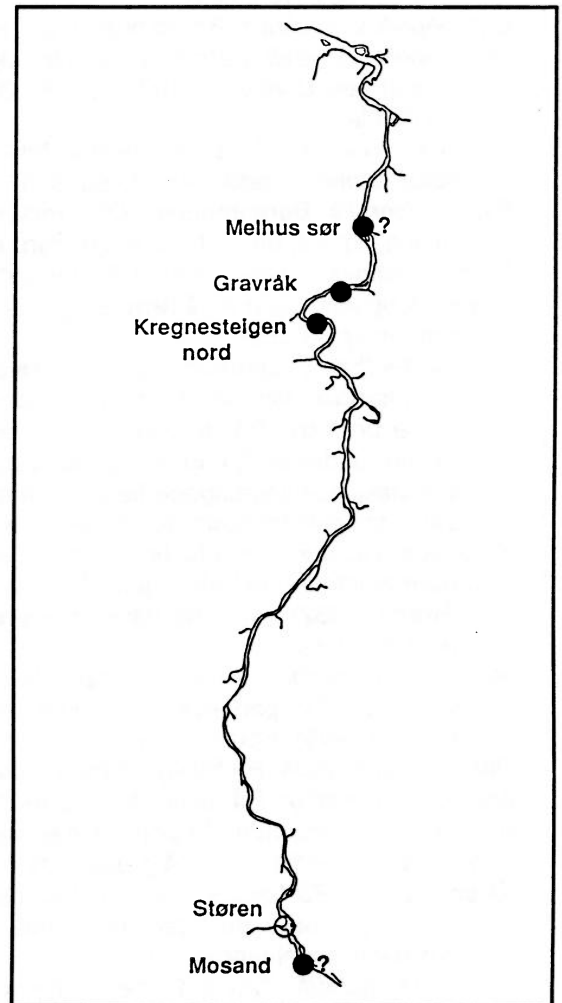 Melhus sør ?
Gravråk
Kregnesteigen
nord
Støren
Mosand ?